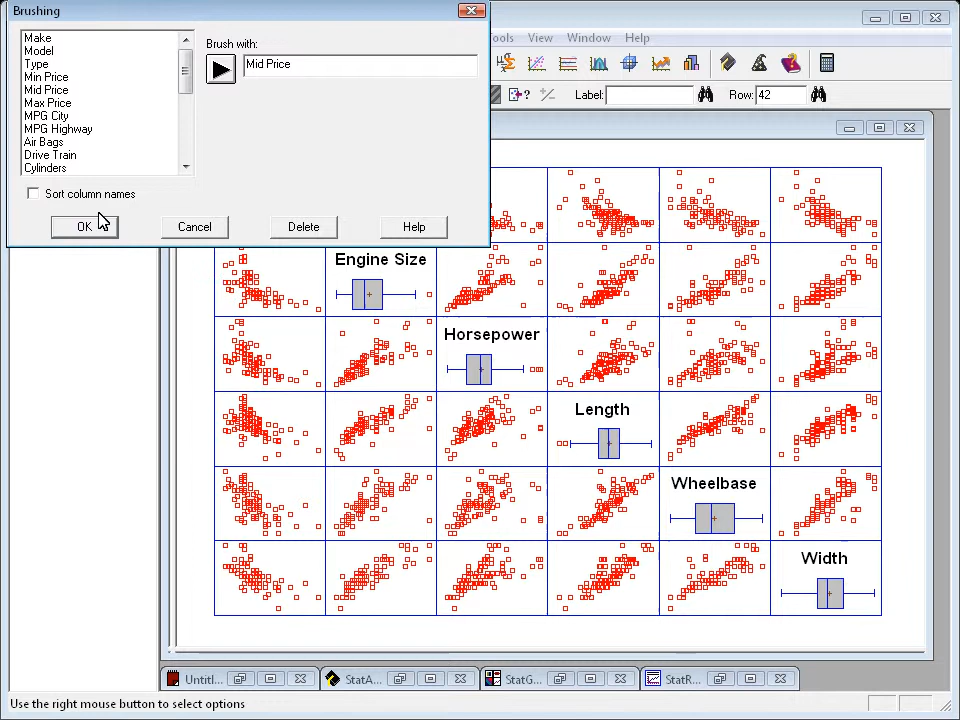 Brushing
Make
Model
Type
Min Price
Mid Price
Max Price
MPG City
MPG Highway
Air Bags
Drive Train
Cylinders
Sort column names
Brush with:
Mid Price
OK
Cancel
Delete
Help
ools View Window Help
Label: Row: 42
Engine Size
Horsepower
Length
Wheelbase
Width
Untitl... StatA... StatG... StatR...
Use the right mouse button to select options